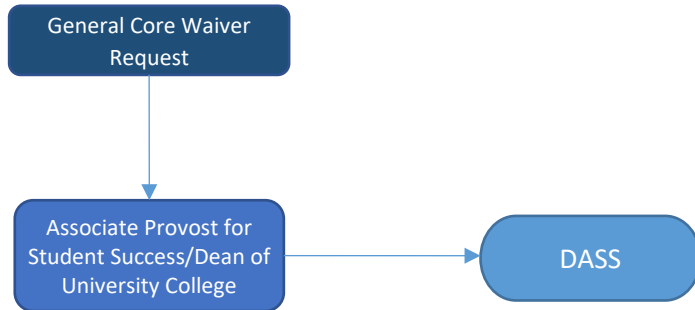 General Core Waiver
Request
Associate Provost for
Student Success/Dean of
University College
DASS